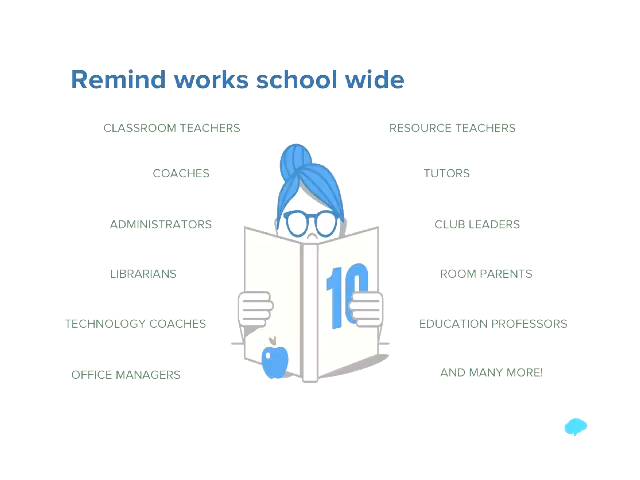 Remind works school wide
CLASSROOM TEACHERS
COACHES
ADMINISTRATORS
LIBRARIANS
TECHNOLOGY COACHES
OFFICE MANAGERS
10
RESOURCE TEACHERS
TUTORS
CLUB LEADERS
ROOM PARENTS
EDUCATION PROFESSORS
AND MANY MORE!